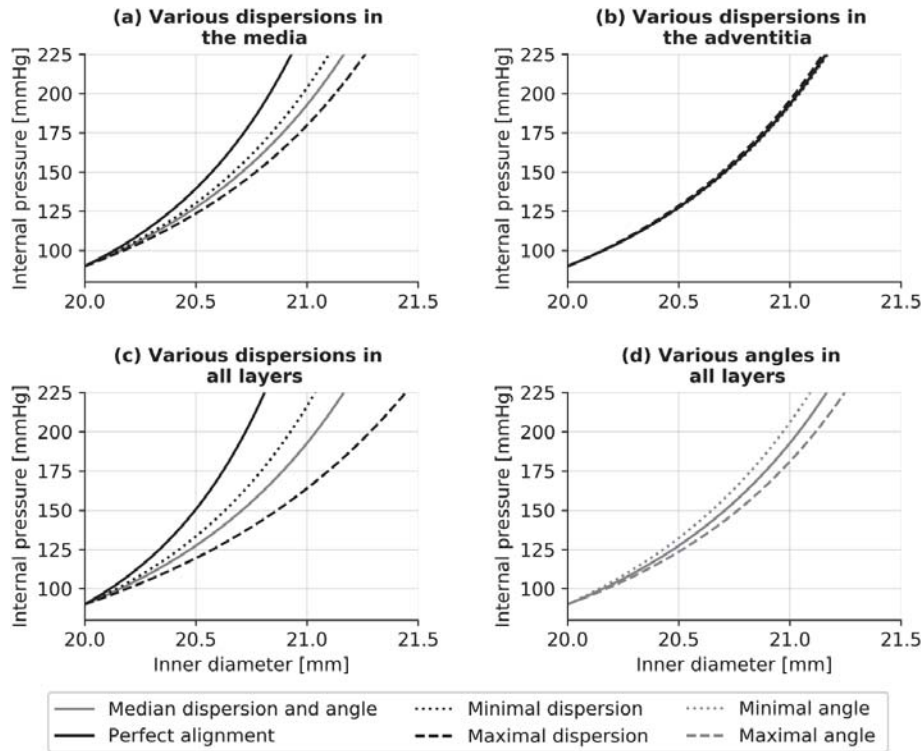 (a) Various dispersions in
the media
225
200
175
150
125
100
Internal pressure [mmHg]
20.0 20.5 21.0 21.5
(b) Various dispersions in
the adventitia
225
200
175
150
125
100
Internal pressure [mmHg]
20.0 20.5 21.0 21.5
(c) Various dispersions in
all layers
225
200
175
150
125
100
Internal pressure [mmHg]
20.0 20.5 21.0 21.5
Inner diameter [mm]
(d) Various angles in
all layers
225
200
175
150
125
100
Internal pressure [mmHg]
20.0 20.5 21.0 21.5
Inner diameter [mm]
Median dispersion and angle
Perfect alignment
Minimal dispersion
Maximal dispersion
Minimal angle
Maximal angle